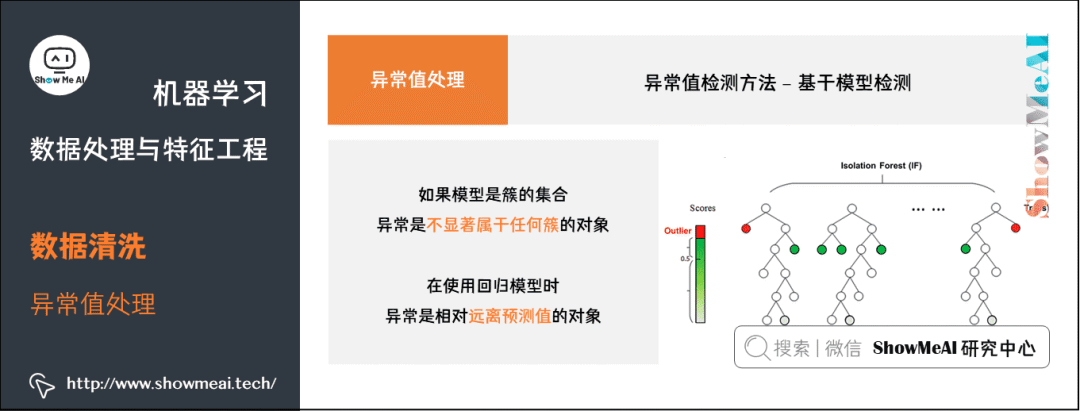 AI
Show Me AI
机器学习
数据处理与特征工程
数据清洗
异常值处理
http://www.showmeai.tech/
异常值处理
异常值检测方法 – 基于模型检测
ShowMeAI
如果模型是簇的集合
异常是不显著属于任何簇的对象
在使用回归模型时
异常是相对远离预测值的对象
Isolation Forest (IF)
Scores
Outlier
0.5
... ...
搜索 | 微信 ShowMeAI 研究中心